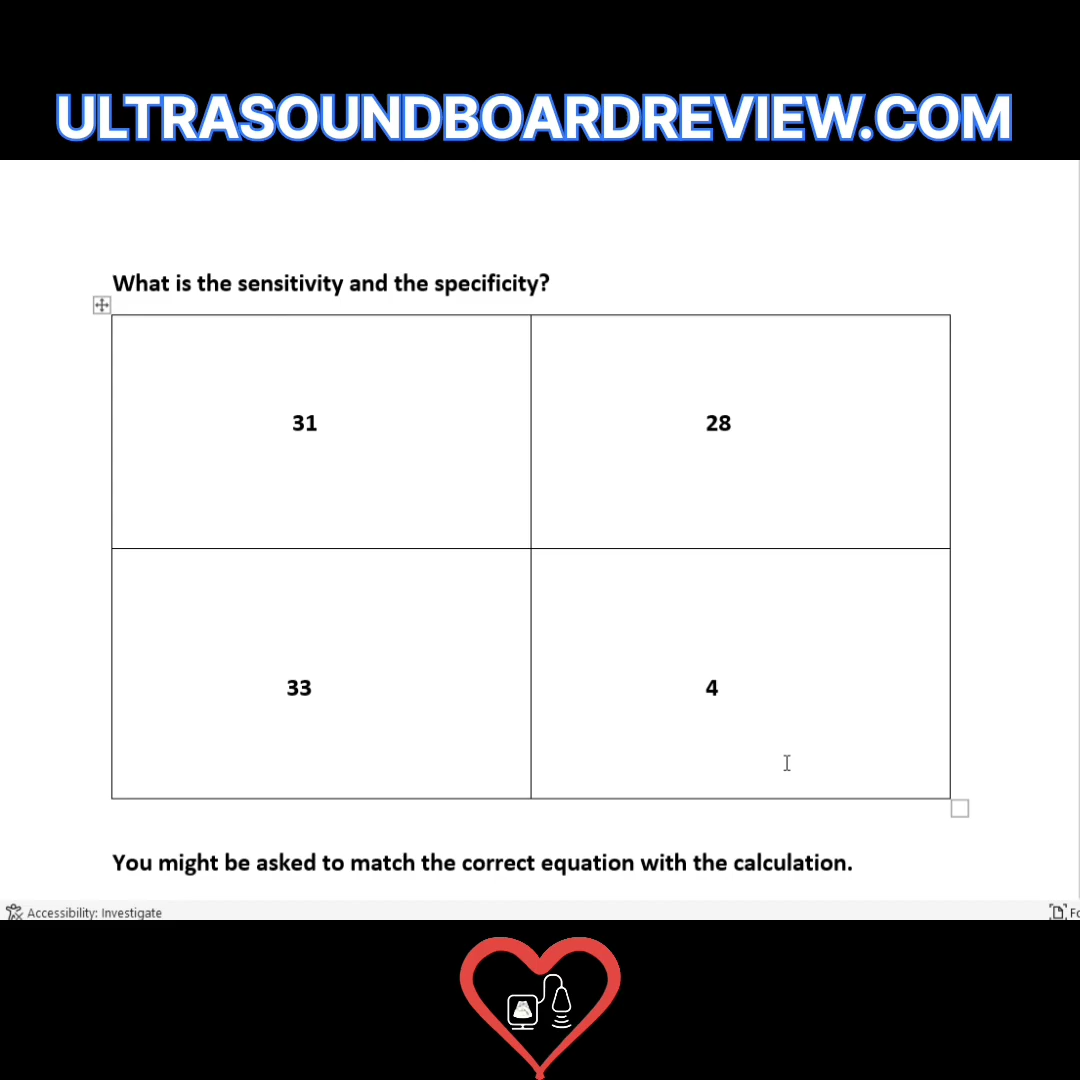 ULTRASOUNDBOARDREVIEW.COM
What is the sensitivity and the specificity?
31 28
33 4
You might be asked to match the correct equation with the calculation.
Accessibility: Investigate Fo